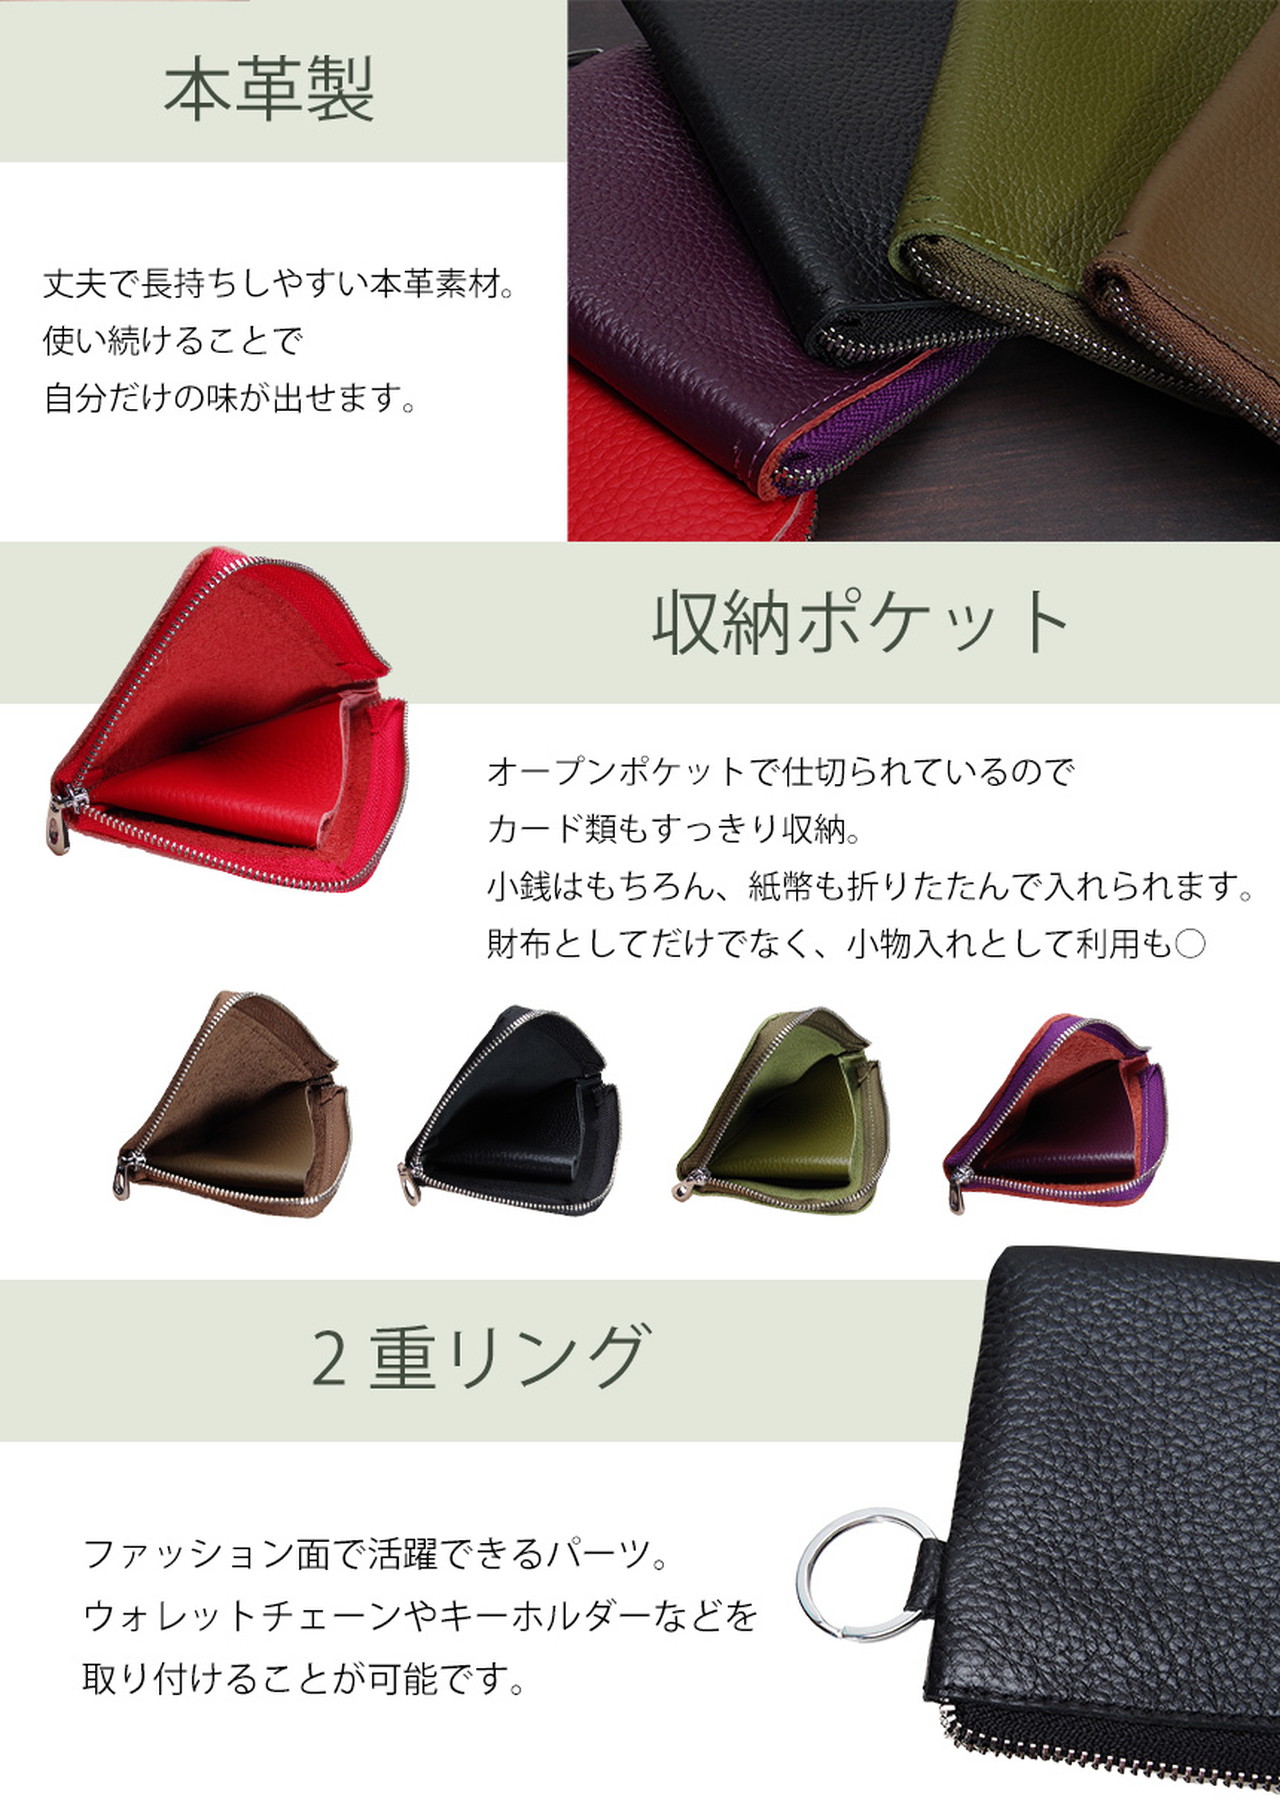 本革製
丈夫で長持ちしやすい本革素材。
使い続けることで
自分だけの味が出せます。
収納ポケット
オープンポケットで仕切られているので
カード類もすっきり収納。
小銭はもちろん、紙幣も折りたたんで入れられます。
財布としてだけでなく、小物入れとして利用も○
2重リング
ファッション面で活躍できるパーツ。
ウォレットチェーンやキーホルダーなどを
取り付けることが可能です。